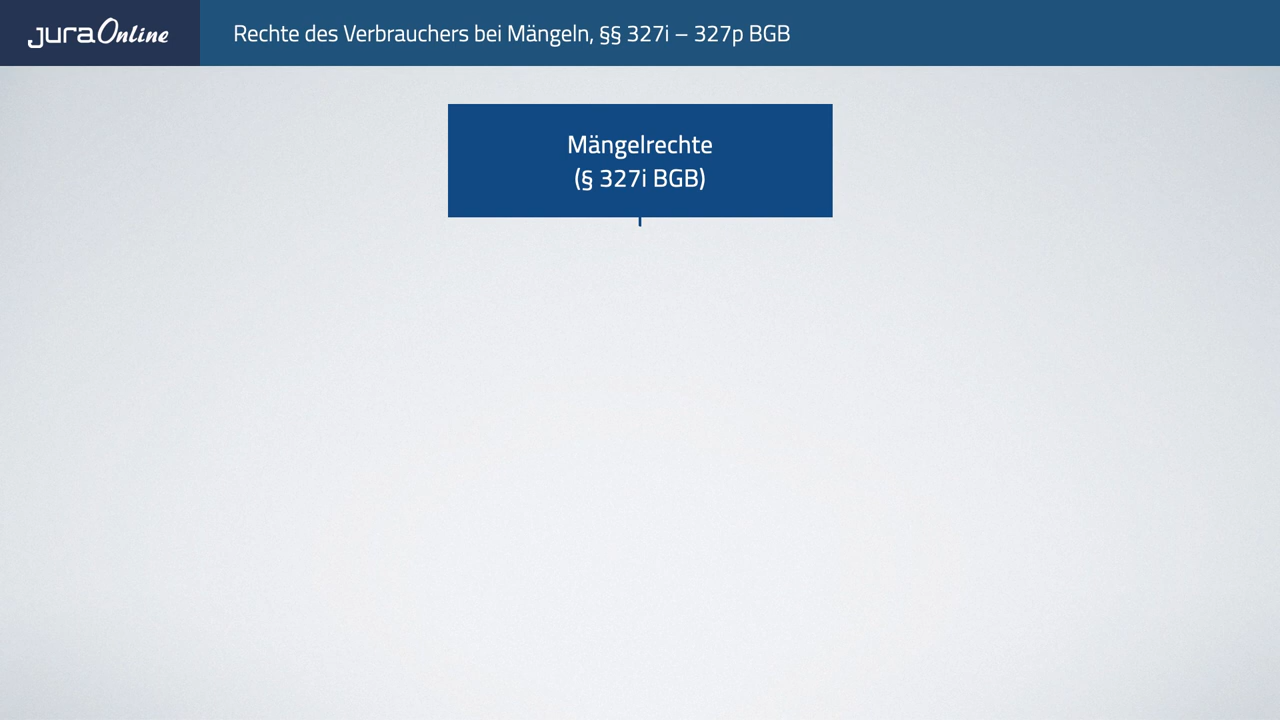 juraOnline
Rechte des Verbrauchers bei Mängeln, §§ 327i – 327p BGB
Mängelrechte
(§ 327i BGB)